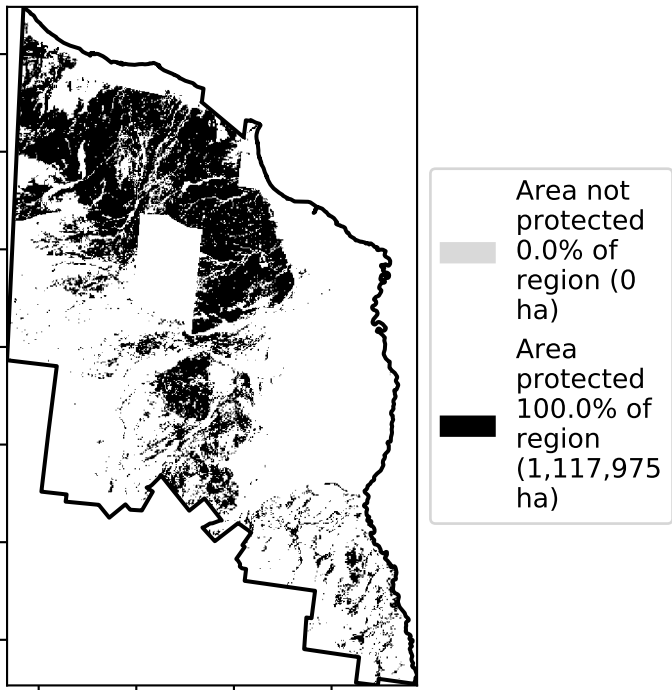 Area not
protected
0.0% of
region (0
ha)
Area
protected
100.0% of
region
(1,117,975
ha)